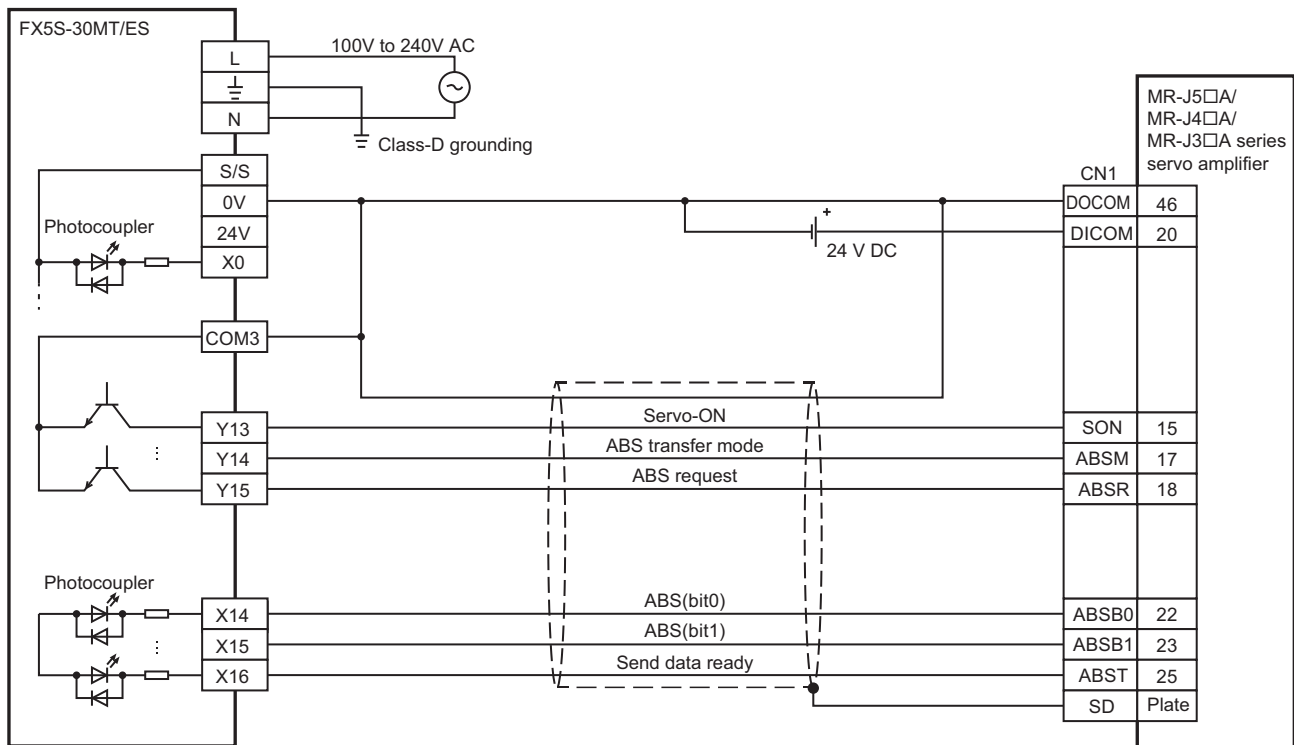 FX5S-30MT/ES
L
100V to 240V AC
N
Class-D grounding
MR-J5□A/
MR-J4□A/
MR-J3□A series
servo amplifier
CN1
S/S
0V
DOCOM 46
Photocoupler
24V
+
24 V DC
DICOM 20
X0
COM3
Y13 Servo-ON SON 15
Y14 ABS transfer mode ABSM 17
Y15 ABS request ABSR 18
Photocoupler
X14 ABS(bit0) ABSB0 22
X15 ABS(bit1) ABSB1 23
X16 Send data ready ABST 25
SD Plate